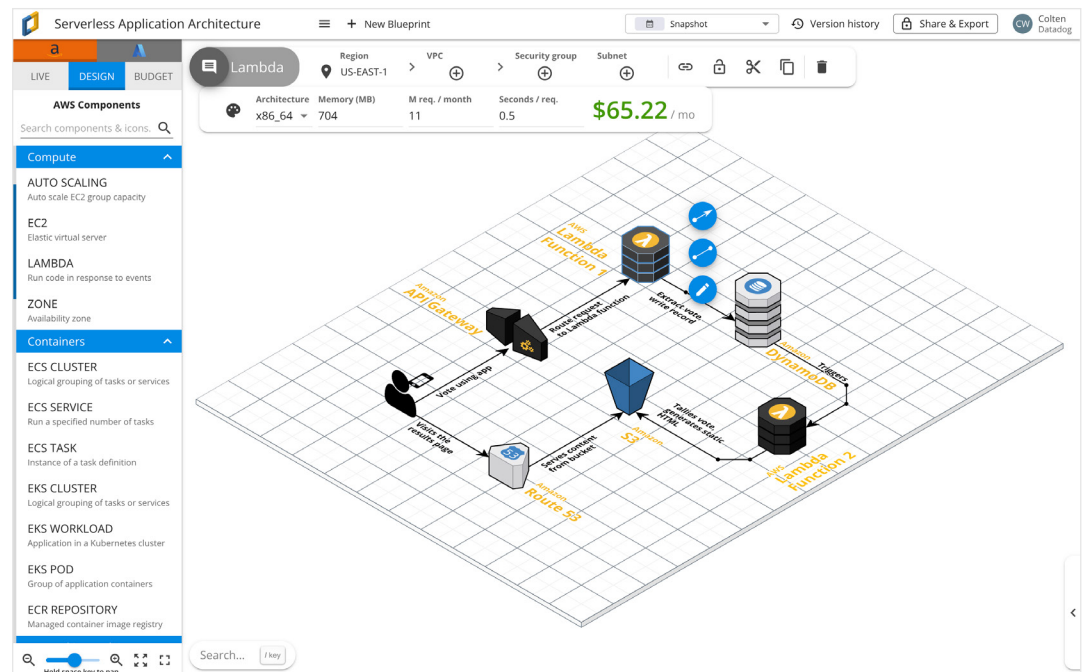 Serverless Application Architecture
+ New Blueprint
Snapshot
Version history
Share & Export
CW
Colten
Datadog
a
LIVE
DESIGN
BUDGET
AWS Components
Search components & icons.
Compute
AUTO SCALING
Auto scale EC2 group capacity
EC2
Elastic virtual server
LAMBDA
Run code in response to events
ZONE
Availability zone
Containers
ECS CLUSTER
Logical grouping of tasks or services
ECS SERVICE
Run a specified number of tasks
ECS TASK
Instance of a task definition
EKS CLUSTER
Logical grouping of tasks or services
EKS WORKLOAD
Application in a Kubernetes cluster
EKS POD
Group of application containers
ECR REPOSITORY
Managed container image registry
Hold space key to pan
Lambda
Region
US-EAST-1
VPC
Security group
Subnet
Architecture
x86_64
Memory (MB)
704
M req. / month
11
Seconds / req.
0.5
$65.22 / mo
AWS
Lambda
Function 1
Amazon
API Gateway
Route request
to Lambda function
Extract vote,
write record
Amazon
DynamoDB
Triggers
Vote using app
Visits the
results page
53
Amazon
Route 53
Serves content
from bucket
Amazon
S3
Tallies vote,
generates static
HTML
AWS
Lambda
Function 2
Search...
/ key